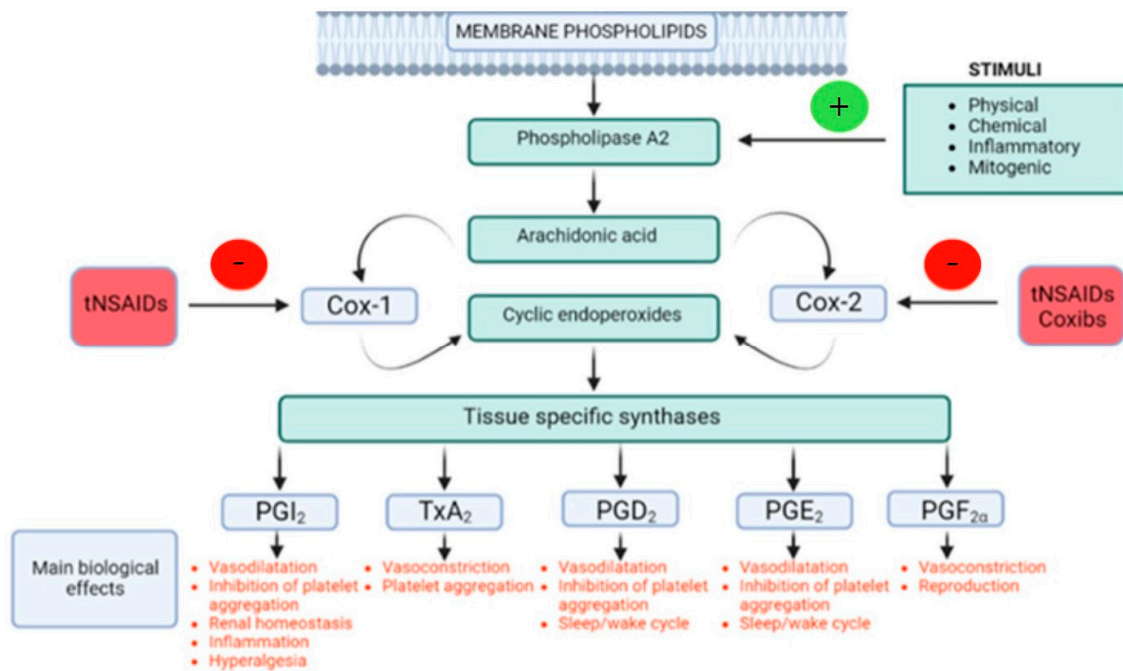 MEMBRANE PHOSPHOLIPIDS
STIMULI
• Physical
• Chemical
• Inflammatory
• Mitogenic
+
Phospholipase A2
Arachidonic acid
-
-
tNSAIDs
Cox-1
Cox-2
tNSAIDs
Coxibs
Cyclic endoperoxides
Tissue specific synthases
PGI₂
TxA₂
PGD₂
PGE₂
PGF₂α
Main biological
effects
• Vasodilatation
• Inhibition of platelet
aggregation
• Renal homeostasis
• Inflammation
• Hyperalgesia
• Vasoconstriction
• Platelet aggregation
• Vasodilatation
• Inhibition of platelet
aggregation
• Sleep/wake cycle
• Vasodilatation
• Inhibition of platelet
aggregation
• Sleep/wake cycle
• Vasoconstriction
• Reproduction